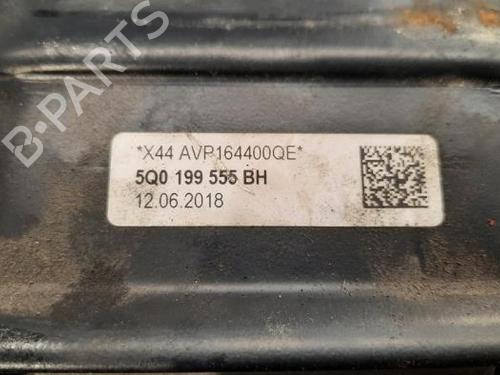 *X44 AVP164400QE*
5Q0 199 555 BH
12.06.2018
B-PARTS